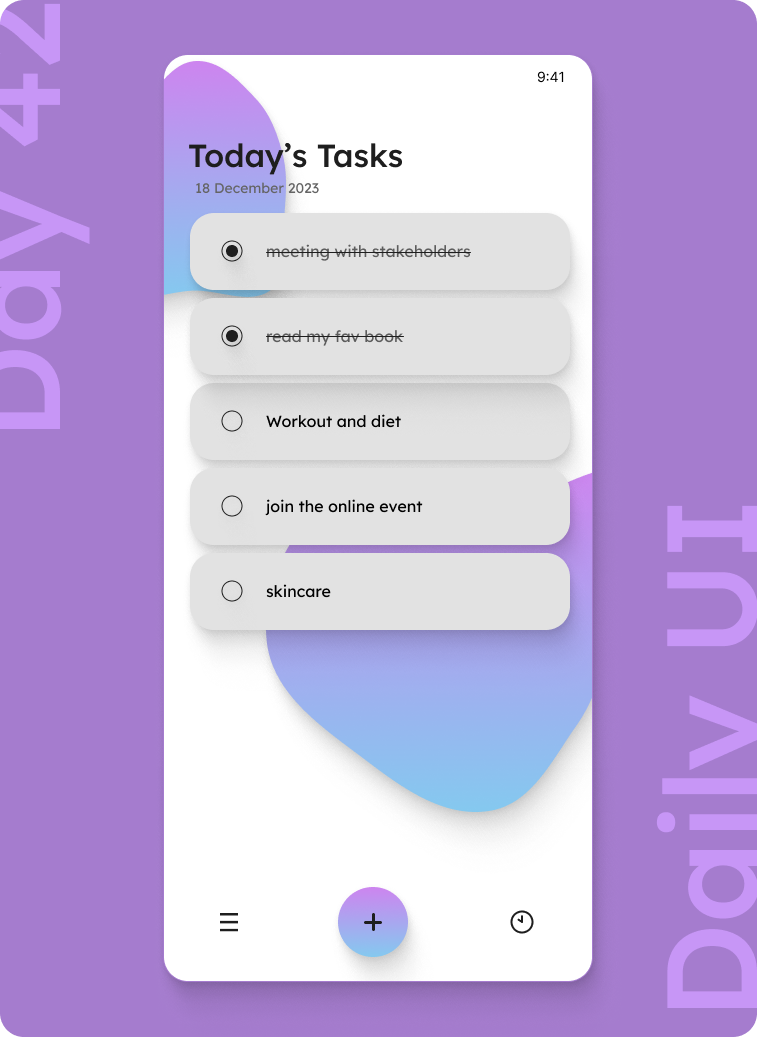 Day 42
9:41
Today’s Tasks
18 December 2023
meeting with stakeholders
read my fav book
Workout and diet
join the online event
skincare
Daily UI